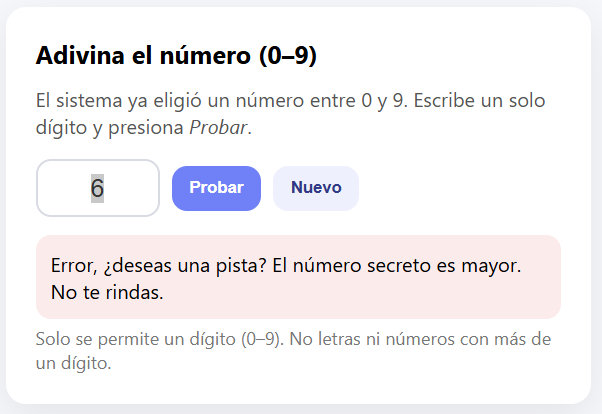 Adivina el número (0–9)
El sistema ya eligió un número entre 0 y 9. Escribe un solo
dígito y presiona Probar.
6
Probar
Nuevo
Error, ¿deseas una pista? El número secreto es mayor.
No te rindas.
Solo se permite un dígito (0–9). No letras ni números con más de
un dígito.